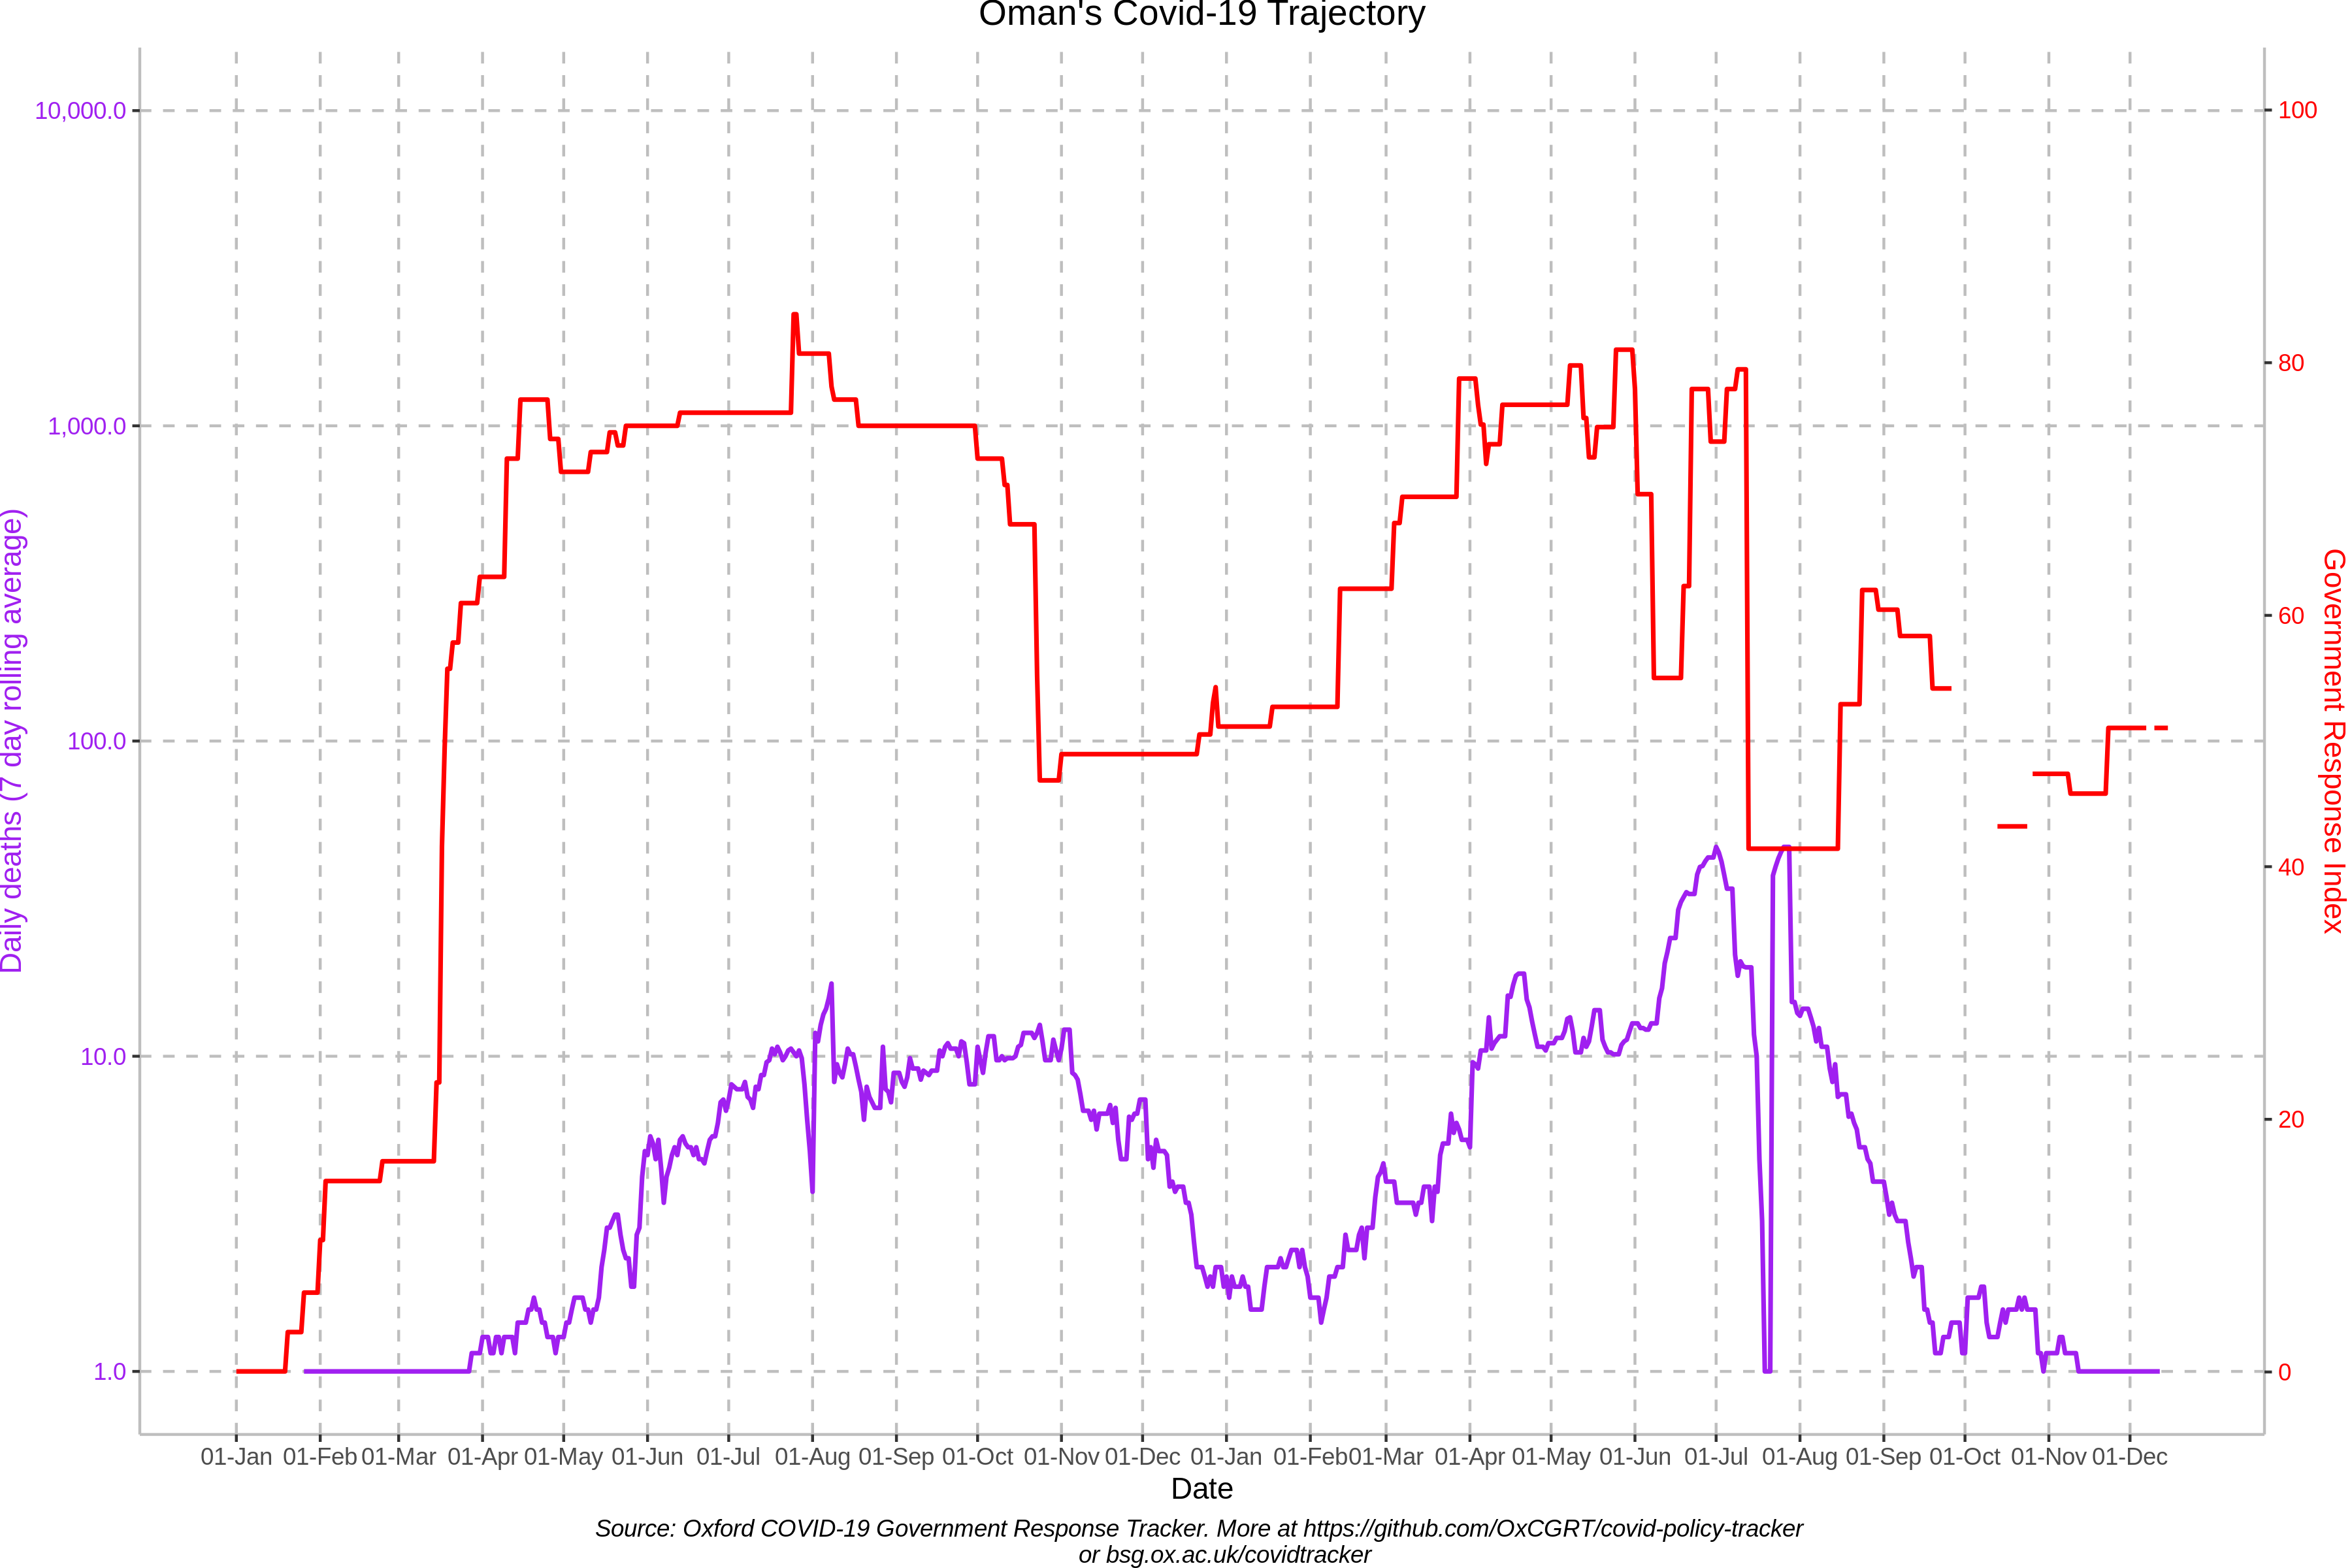 Oman's Covid-19 Trajectory
10,000.0
1,000.0
100.0
10.0
1.0
Daily deaths (7 day rolling average)
100
80
60
40
20
0
Government Response Index
01-Jan 01-Feb 01-Mar 01-Apr 01-May 01-Jun 01-Jul 01-Aug 01-Sep 01-Oct 01-Nov 01-Dec 01-Jan 01-Feb 01-Mar 01-Apr 01-May 01-Jun 01-Jul 01-Aug 01-Sep 01-Oct 01-Nov 01-Dec
Date
Source: Oxford COVID-19 Government Response Tracker. More at https://github.com/OxCGRT/covid-policy-tracker
or bsg.ox.ac.uk/covidtracker